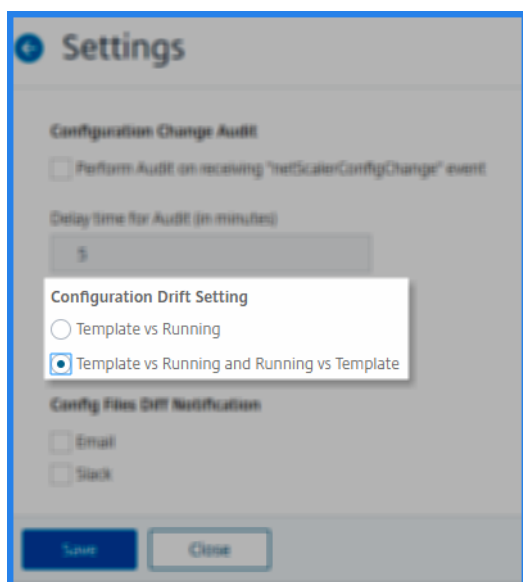 Settings
Configuration Change Audit
Perform Audit on receiving "netScalerConfigChange" event
Delay time for Audit (in minutes)
5
Configuration Drift Setting
Template vs Running
Template vs Running and Running vs Template
Config Files Diff Notification
Email
Slack
Save
Close